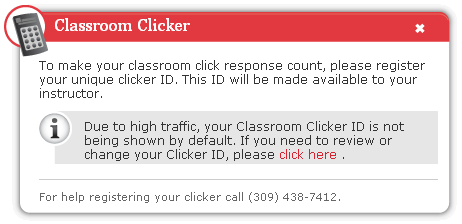 Classroom Clicker
To make your classroom click response count, please register
your unique clicker ID. This ID will be made available to your
instructor.
Due to high traffic, your Classroom Clicker ID is not
being shown by default. If you need to review or
change your Clicker ID, please click here .
For help registering your clicker call (309) 438-7412.